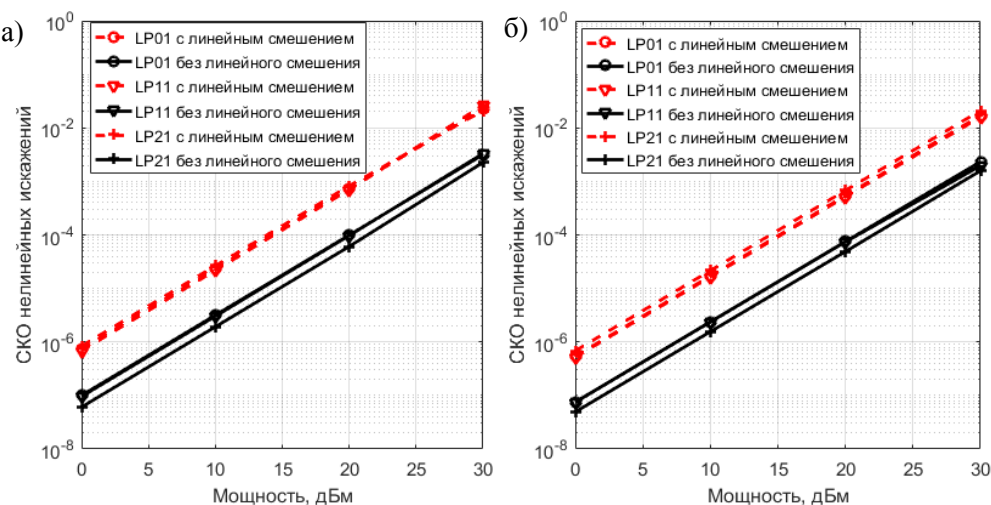 а)
10^0
10^-2
10^-4
10^-6
10^-8
СКО нелинейных искажений
LP01 с линейным смешением
LP01 без линейного смешения
LP11 с линейным смешением
LP11 без линейного смешения
LP21 с линейным смешением
LP21 без линейного смешения
0 5 10 15 20 25 30
Мощность, дБм
б)
10^0
10^-2
10^-4
10^-6
10^-8
СКО нелинейных искажений
LP01 с линейным смешением
LP01 без линейного смешения
LP11 с линейным смешением
LP11 без линейного смешения
LP21 с линейным смешением
LP21 без линейного смешения
0 5 10 15 20 25 30
Мощность, дБм